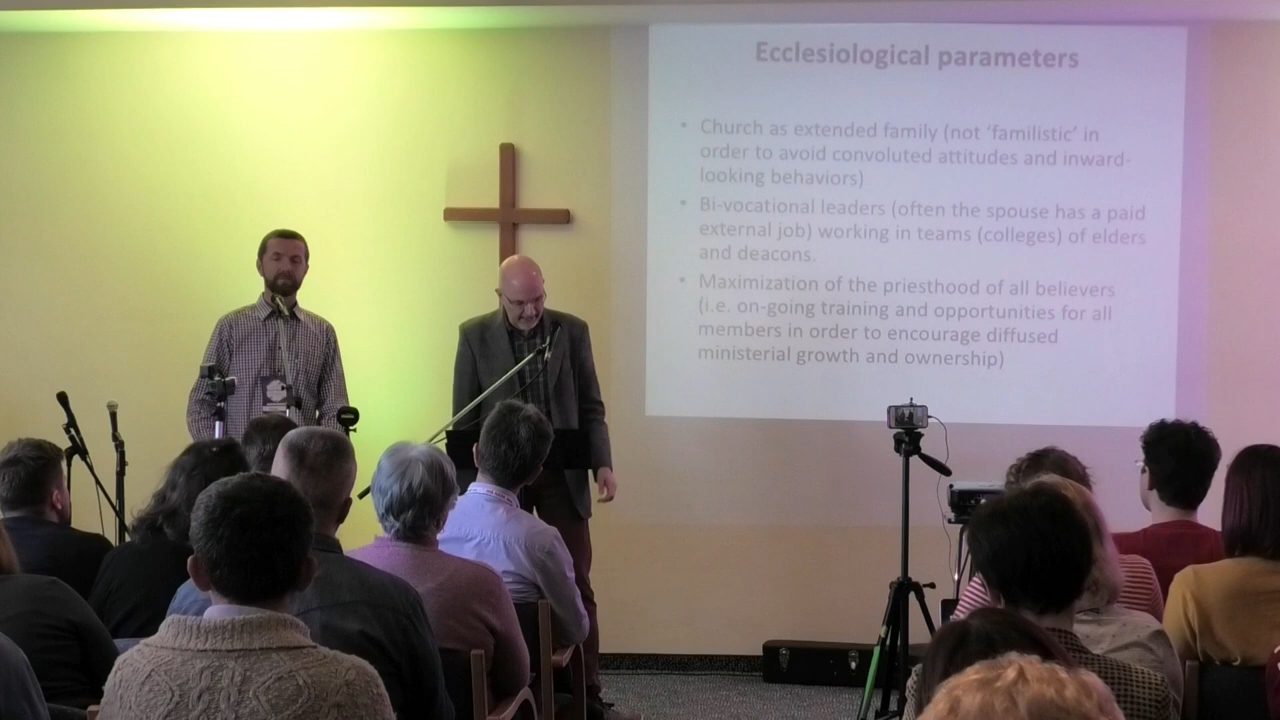 Ecclesiological parameters
• Church as extended family (not ‘familistic’ in
order to avoid convoluted attitudes and inward-
looking behaviors)
• Bi-vocational leaders (often the spouse has a paid
external job) working in teams (colleges) of elders
and deacons.
• Maximization of the priesthood of all believers
(i.e. on-going training and opportunities for all
members in order to encourage diffused
ministerial growth and ownership)